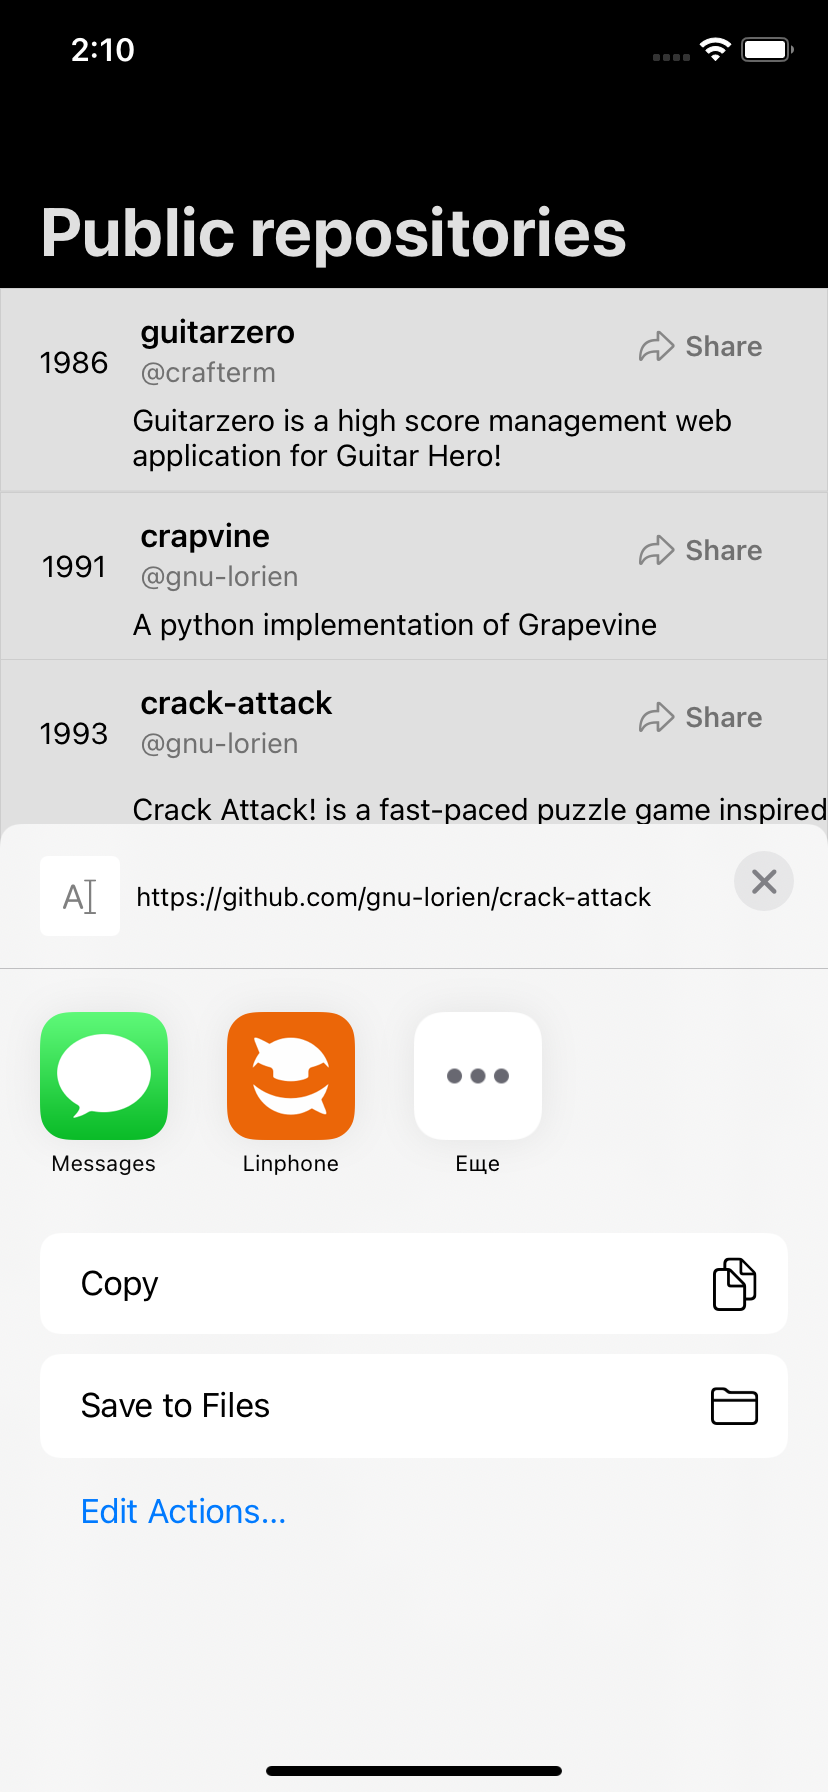 2:10
Public repositories
1986
guitarzero
@crafterm
Share
Guitarzero is a high score management web
application for Guitar Hero!
1991
crapvine
@gnu-lorien
Share
A python implementation of Grapevine
1993
crack-attack
@gnu-lorien
Share
Crack Attack! is a fast-paced puzzle game inspired
A
https://github.com/gnu-lorien/crack-attack
Messages
Linphone
Еще
Copy
Save to Files
Edit Actions...